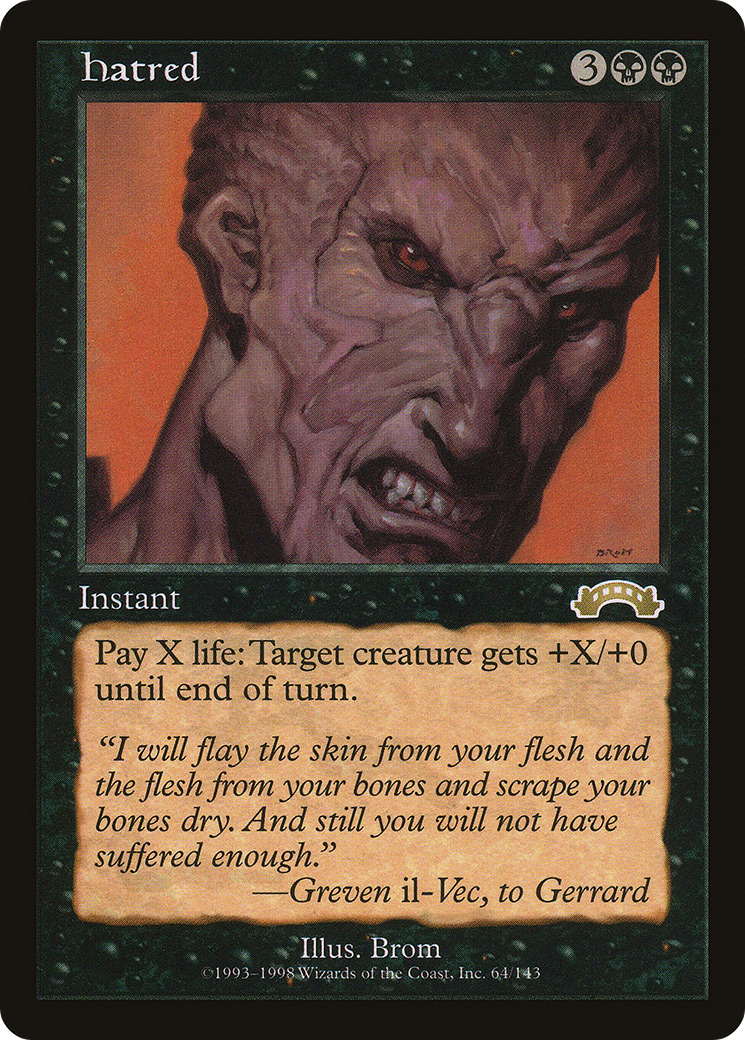 Hatred 3
BROM
Instant
Pay X life: Target creature gets +X/+0
until end of turn.
“I will flay the skin from your flesh and
the flesh from your bones and scrape your
bones dry. And still you will not have
suffered enough.”
—Greven il-Vec, to Gerrard
Illus. Brom
©1993–1998 Wizards of the Coast, Inc. 64/143